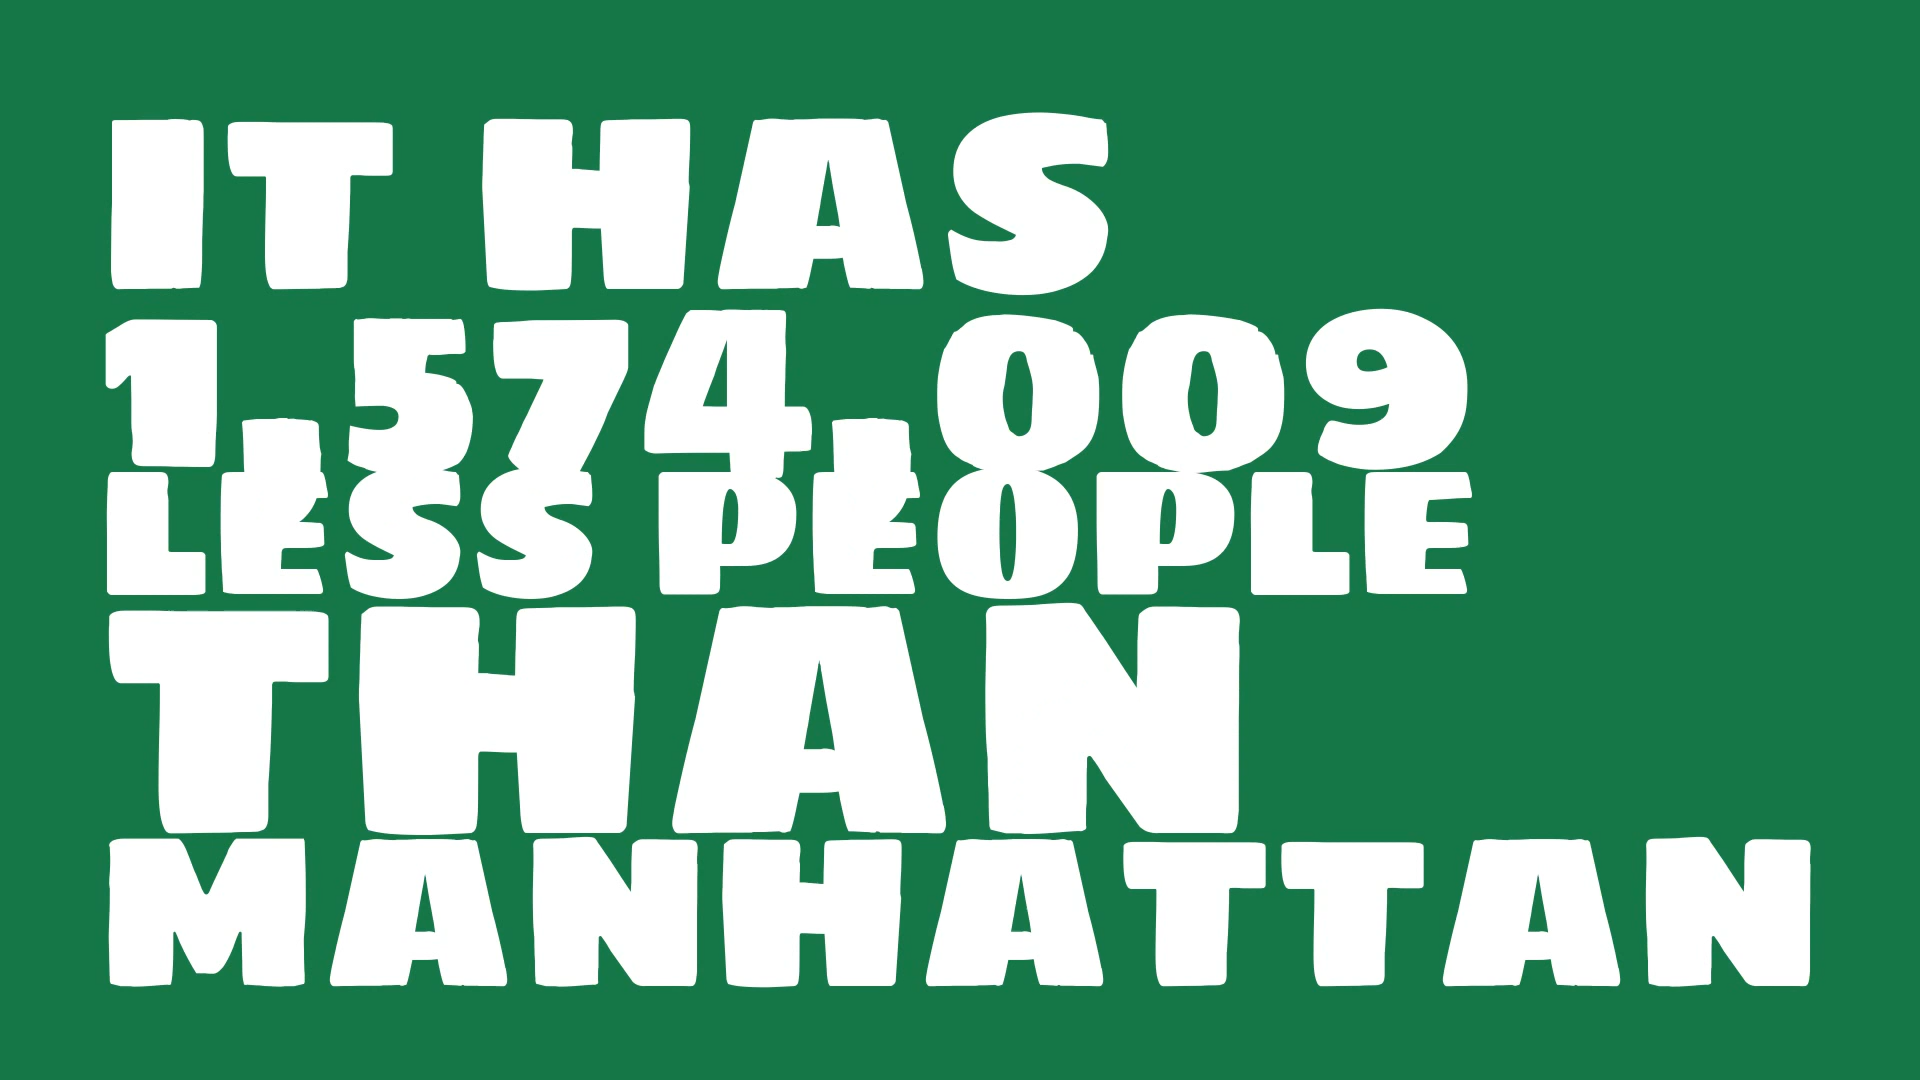 IT HAS
1,574,009
LESS PEOPLE
THAN
MANHATTAN